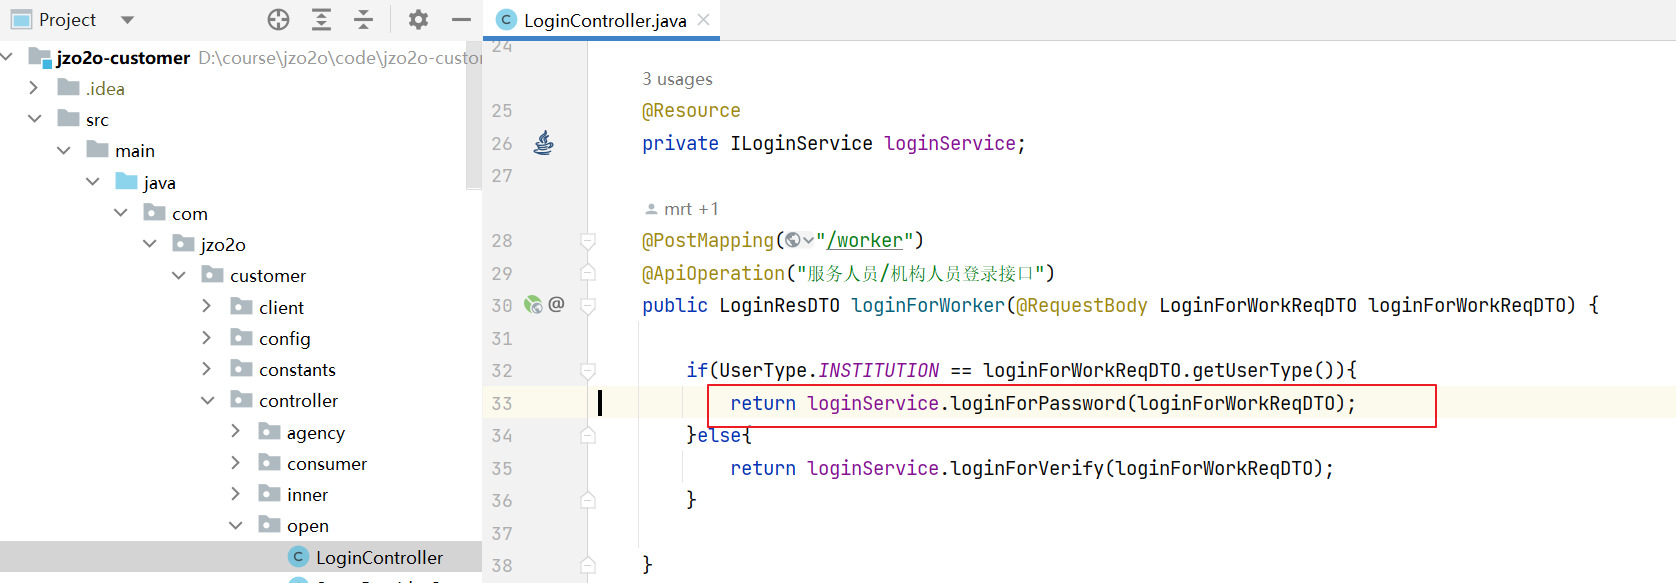 Project
jzo2o-customer D:\course\jzo2o\code\jzo2o-custo
.idea
src
main
java
com
jzo2o
customer
client
config
constants
controller
agency
consumer
inner
open
LoginController
LoginController.java
24
3 usages
25 @Resource
26 private ILoginService loginService;
27
mrt +1
28 @PostMapping("/worker")
29 @ApiOperation("服务人员/机构人员登录接口")
30 @ public LoginResDTO loginForWorker(@RequestBody LoginForWorkReqDTO loginForWorkReqDTO) {
31
32 if(UserType.INSTITUTION == loginForWorkReqDTO.getUserType()){
33 return loginService.loginForPassword(loginForWorkReqDTO);
34 }else{
35 return loginService.loginForVerify(loginForWorkReqDTO);
36 }
37
38 }